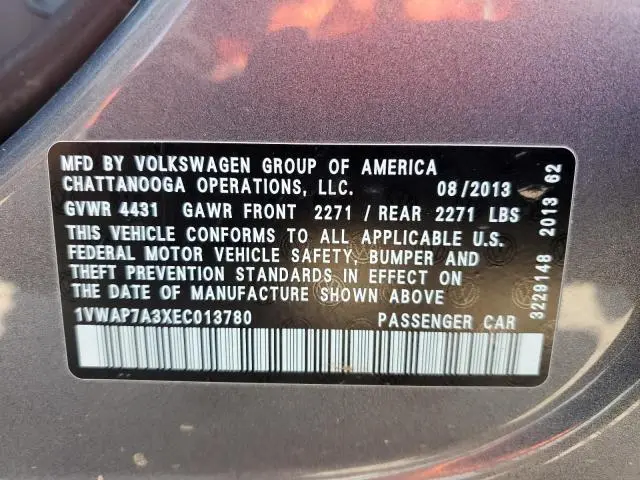 MFD BY VOLKSWAGEN GROUP OF AMERICA
CHATTANOOGA OPERATIONS, LLC. 08/2013
GVWR 4431 GAWR FRONT 2271 / REAR 2271 LBS
THIS VEHICLE CONFORMS TO ALL APPLICABLE U.S.
FEDERAL MOTOR VEHICLE SAFETY, BUMPER AND
THEFT PREVENTION STANDARDS IN EFFECT ON
THE DATE OF MANUFACTURE SHOWN ABOVE
1VWAP7A3XEC013780 PASSENGER CAR
3229148 2013 62